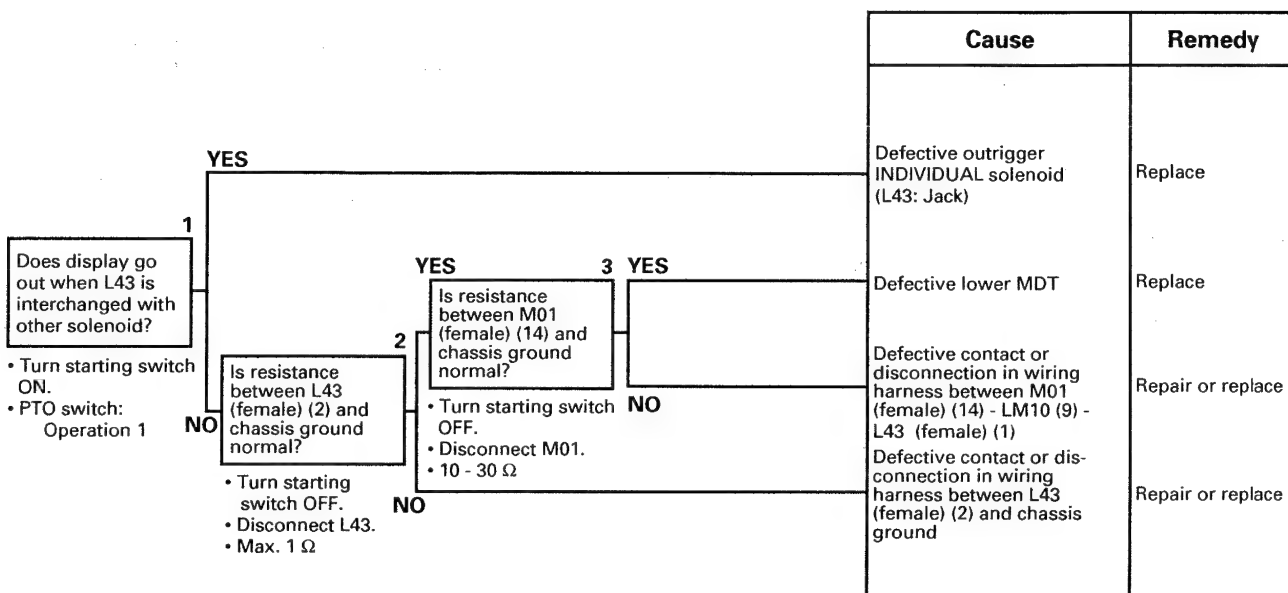 Cause
Remedy
YES
Defective outrigger
INDIVIDUAL solenoid
(L43: Jack)
Replace
1
Does display go
out when L43 is
interchanged with
other solenoid?
• Turn starting switch
ON.
• PTO switch:
Operation 1
NO
2
Is resistance
between L43
(female) (2) and
chassis ground
normal?
• Turn starting
switch OFF.
• Disconnect L43.
• Max. 1 Ω
YES
3
Is resistance
between M01
(female) (14) and
chassis ground
normal?
• Turn starting switch
OFF.
• Disconnect M01.
• 10 - 30 Ω
YES
Defective lower MDT
Replace
NO
Defective contact or
disconnection in wiring
harness between M01
(female) (14) - LM10 (9) -
L43 (female) (1)
Repair or replace
NO
Defective contact or dis-
connection in wiring
harness between L43
(female) (2) and chassis
ground
Repair or replace